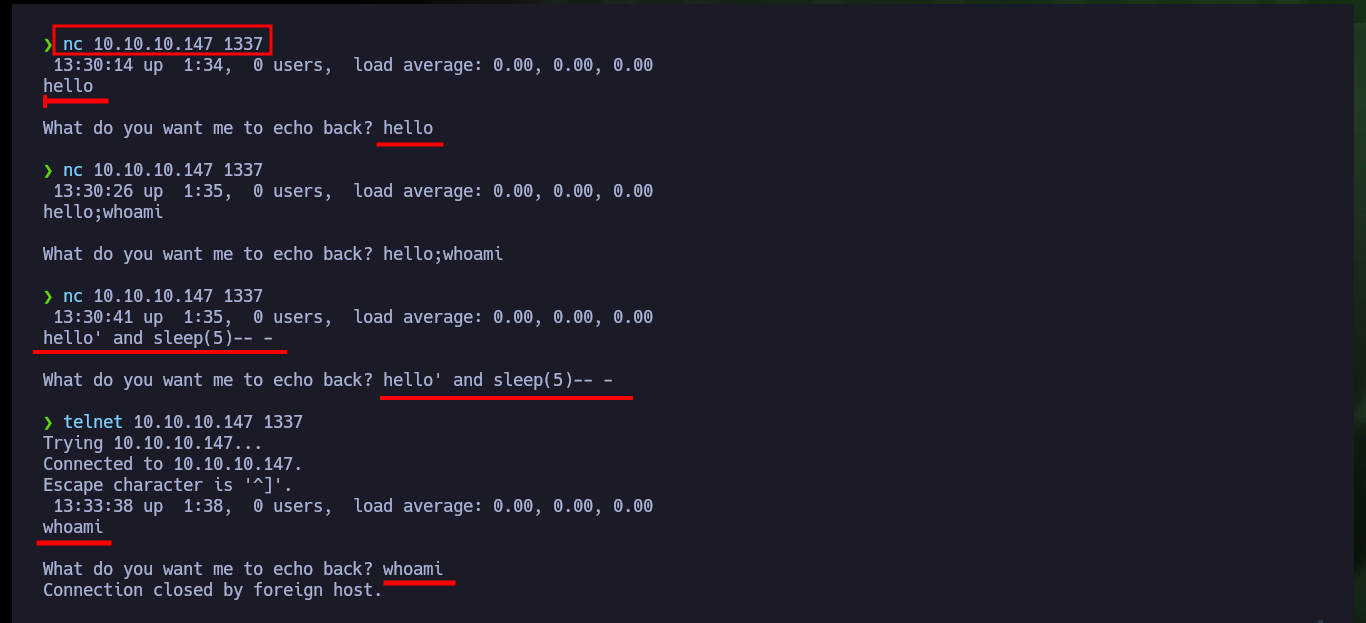 ❯ nc 10.10.10.147 1337
 13:30:14 up  1:34,  0 users,  load average: 0.00, 0.00, 0.00
hello
What do you want me to echo back? hello
❯ nc 10.10.10.147 1337
 13:30:26 up  1:35,  0 users,  load average: 0.00, 0.00, 0.00
hello;whoami
What do you want me to echo back? hello;whoami
❯ nc 10.10.10.147 1337
 13:30:41 up  1:35,  0 users,  load average: 0.00, 0.00, 0.00
hello' and sleep(5)-- -
What do you want me to echo back? hello' and sleep(5)-- -
❯ telnet 10.10.10.147 1337
Trying 10.10.10.147...
Connected to 10.10.10.147.
Escape character is '^]'.
 13:33:38 up  1:38,  0 users,  load average: 0.00, 0.00, 0.00
whoami
What do you want me to echo back? whoami
Connection closed by foreign host.